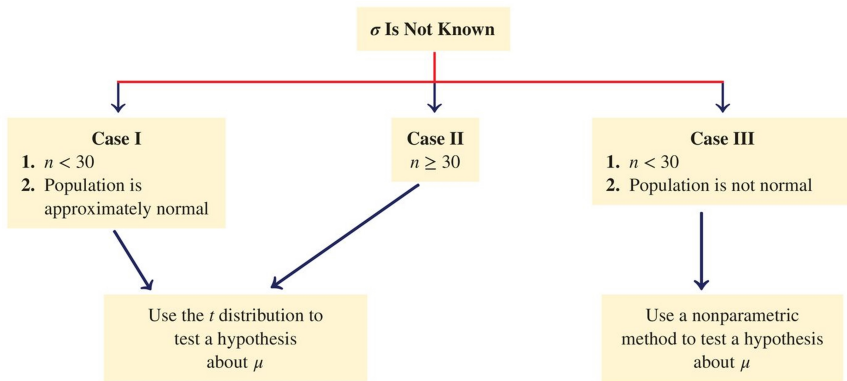 σ Is Not Known
Case I
1. n < 30
2. Population is
approximately normal
Case II
n ≥ 30
Case III
1. n < 30
2. Population is not normal
Use the t distribution to
test a hypothesis
about μ
Use a nonparametric
method to test a hypothesis
about μ